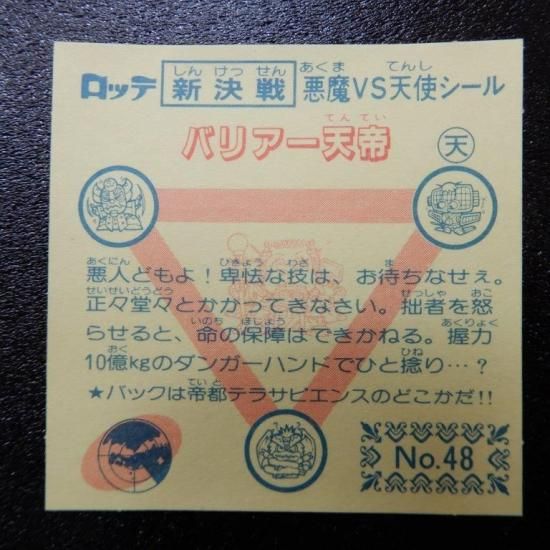 ロッテ 新決戦 悪魔VS天使シール
しん けっ せん あくま てんし
バリアー天帝
てん てい
天
悪人どもよ！卑怯な技は、お待ちなせぇ。
あくにん ひきょう わざ ま
正々堂々とかかってきなさい。拙者を怒
せいせいどうどう せっしゃ おこ
らせると、命の保障はできかねる。握力
いのち ほしょう あくりょく
10億kgのダンガーハンドでひと捻り…？
おく ひね
★バックは帝都テラサピエンスのどこかだ！！
ていと
No.48